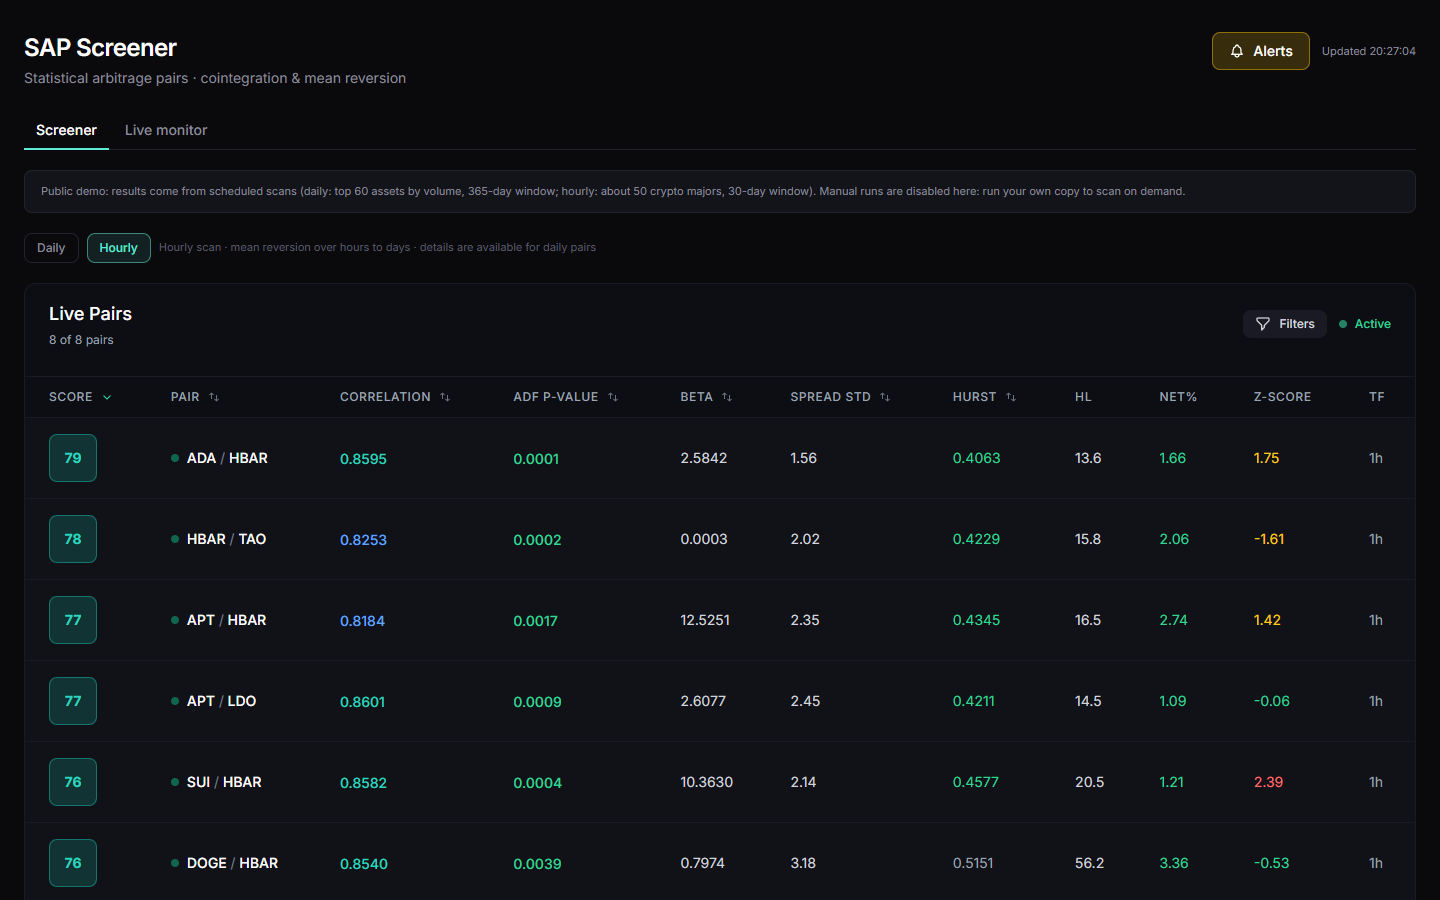 SAP Screener
Statistical arbitrage pairs · cointegration & mean reversion
Alerts
Updated 20:27:04
Screener
Live monitor
Public demo: results come from scheduled scans (daily: top 60 assets by volume, 365-day window; hourly: about 50 crypto majors, 30-day window). Manual runs are disabled here: run your own copy to scan on demand.
Daily
Hourly
Hourly scan · mean reversion over hours to days · details are available for daily pairs
Live Pairs
8 of 8 pairs
Filters
Active
SCORE PAIR CORRELATION ADF P-VALUE BETA SPREAD STD HURST HL NET% Z-SCORE TF
79 ADA / HBAR 0.8595 0.0001 2.5842 1.56 0.4063 13.6 1.66 1.75 1h
78 HBAR / TAO 0.8253 0.0002 0.0003 2.02 0.4229 15.8 2.06 -1.61 1h
77 APT / HBAR 0.8184 0.0017 12.5251 2.35 0.4345 16.5 2.74 1.42 1h
77 APT / LDO 0.8601 0.0009 2.6077 2.45 0.4211 14.5 1.09 -0.06 1h
76 SUI / HBAR 0.8582 0.0004 10.3630 2.14 0.4577 20.5 1.21 2.39 1h
76 DOGE / HBAR 0.8540 0.0039 0.7974 3.18 0.5151 56.2 3.36 -0.53 1h